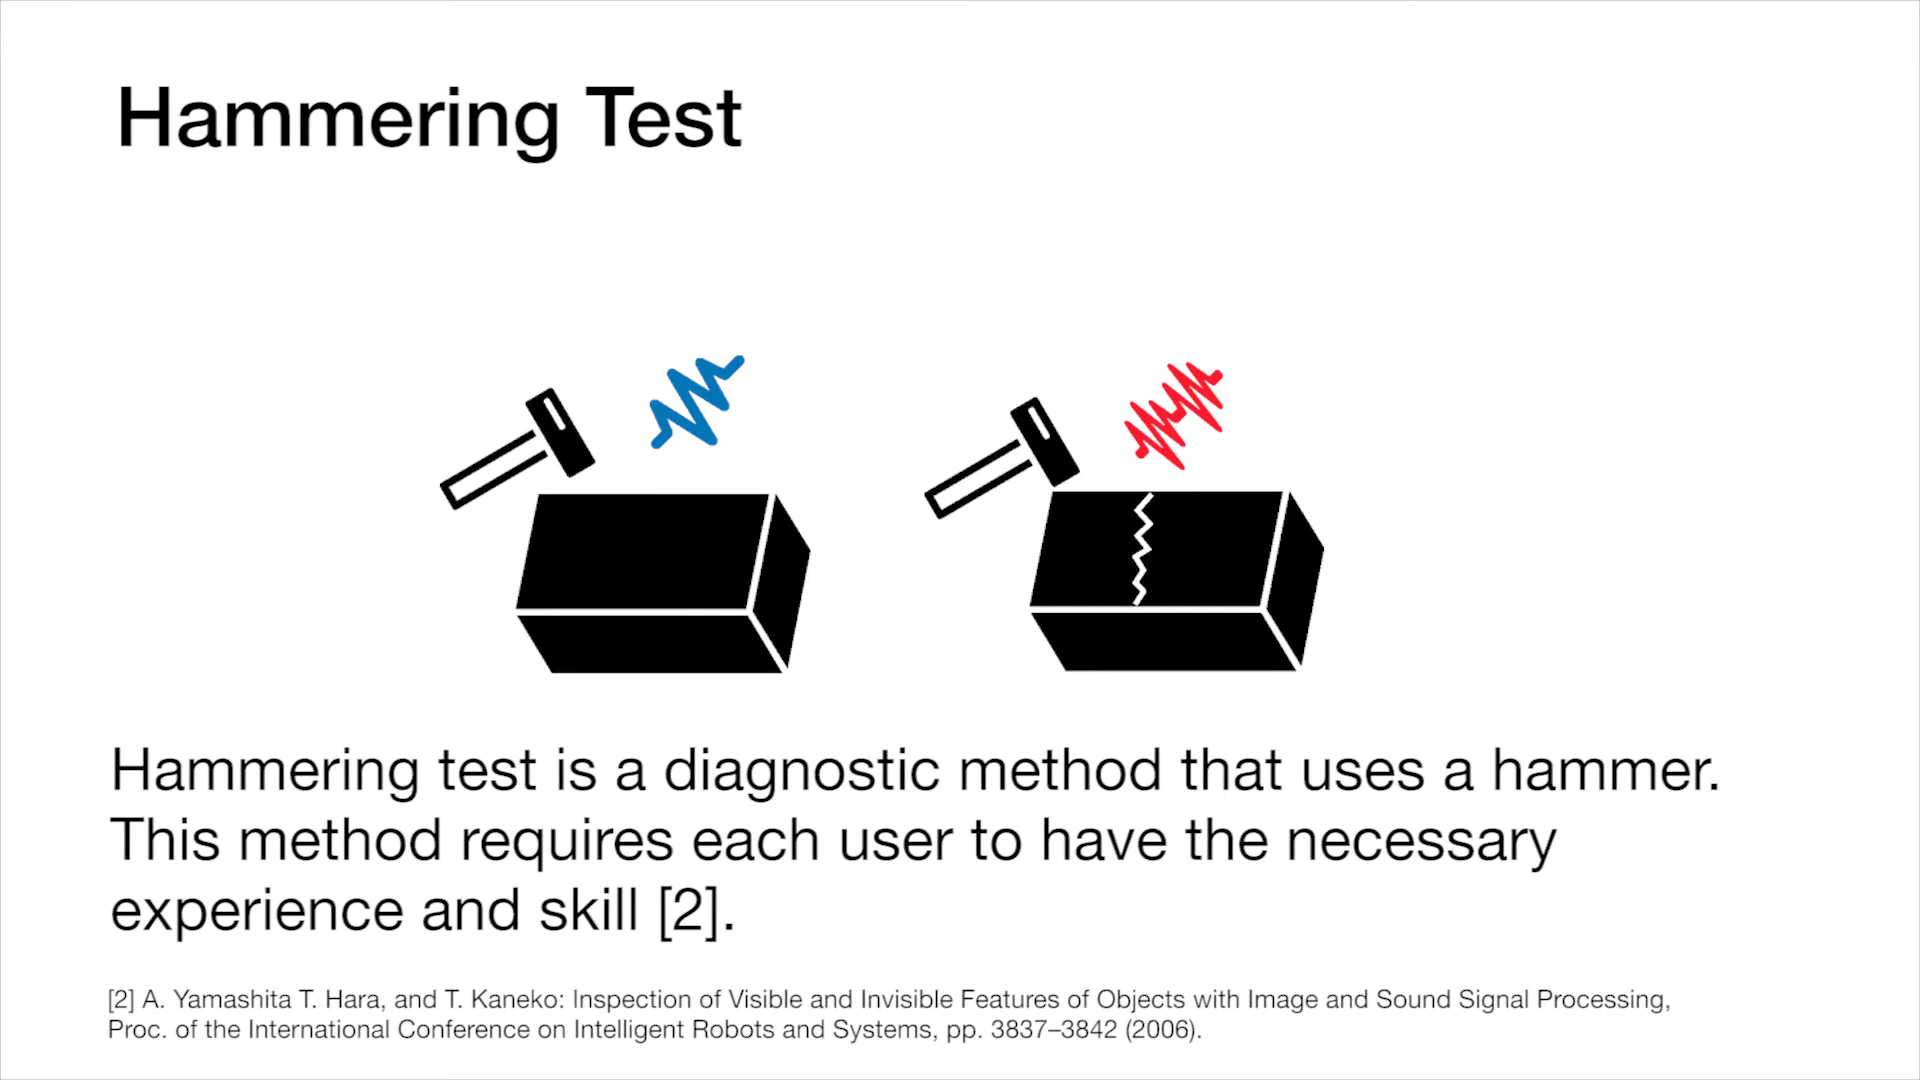 Hammering Test
Hammering test is a diagnostic method that uses a hammer.
This method requires each user to have the necessary
experience and skill [2].
[2] A. Yamashita T. Hara, and T. Kaneko: Inspection of Visible and Invisible Features of Objects with Image and Sound Signal Processing,
Proc. of the International Conference on Intelligent Robots and Systems, pp. 3837–3842 (2006).